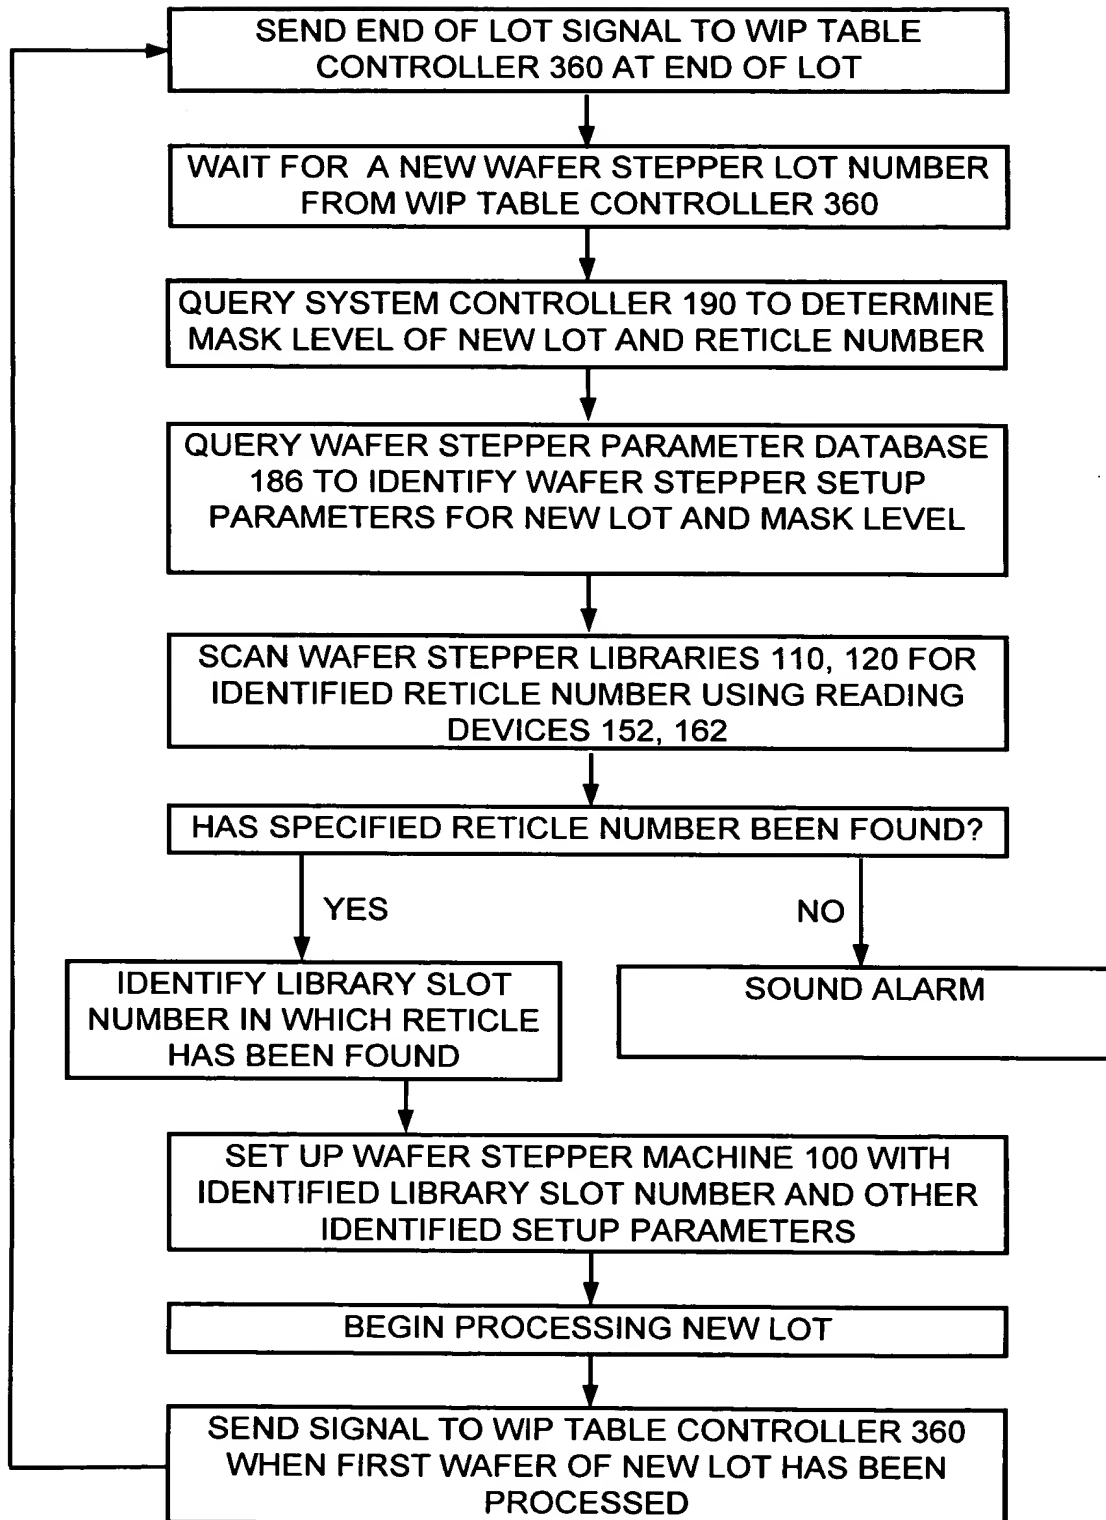 SEND END OF LOT SIGNAL TO WIP TABLE
CONTROLLER 360 AT END OF LOT
WAIT FOR A NEW WAFER STEPPER LOT NUMBER
FROM WIP TABLE CONTROLLER 360
QUERY SYSTEM CONTROLLER 190 TO DETERMINE
MASK LEVEL OF NEW LOT AND RETICLE NUMBER
QUERY WAFER STEPPER PARAMETER DATABASE
186 TO IDENTIFY WAFER STEPPER SETUP
PARAMETERS FOR NEW LOT AND MASK LEVEL
SCAN WAFER STEPPER LIBRARIES 110, 120 FOR
IDENTIFIED RETICLE NUMBER USING READING
DEVICES 152, 162
HAS SPECIFIED RETICLE NUMBER BEEN FOUND?
YES
NO
IDENTIFY LIBRARY SLOT
NUMBER IN WHICH RETICLE
HAS BEEN FOUND
SOUND ALARM
SET UP WAFER STEPPER MACHINE 100 WITH
IDENTIFIED LIBRARY SLOT NUMBER AND OTHER
IDENTIFIED SETUP PARAMETERS
BEGIN PROCESSING NEW LOT
SEND SIGNAL TO WIP TABLE CONTROLLER 360
WHEN FIRST WAFER OF NEW LOT HAS BEEN
PROCESSED